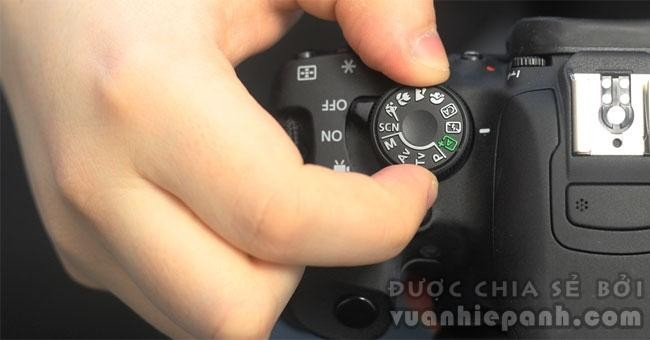 OFF
ON
SCN
M
Av
Tv
P
A+
ĐƯỢC CHIA SẺ BỞI
vuanhiepanh.com